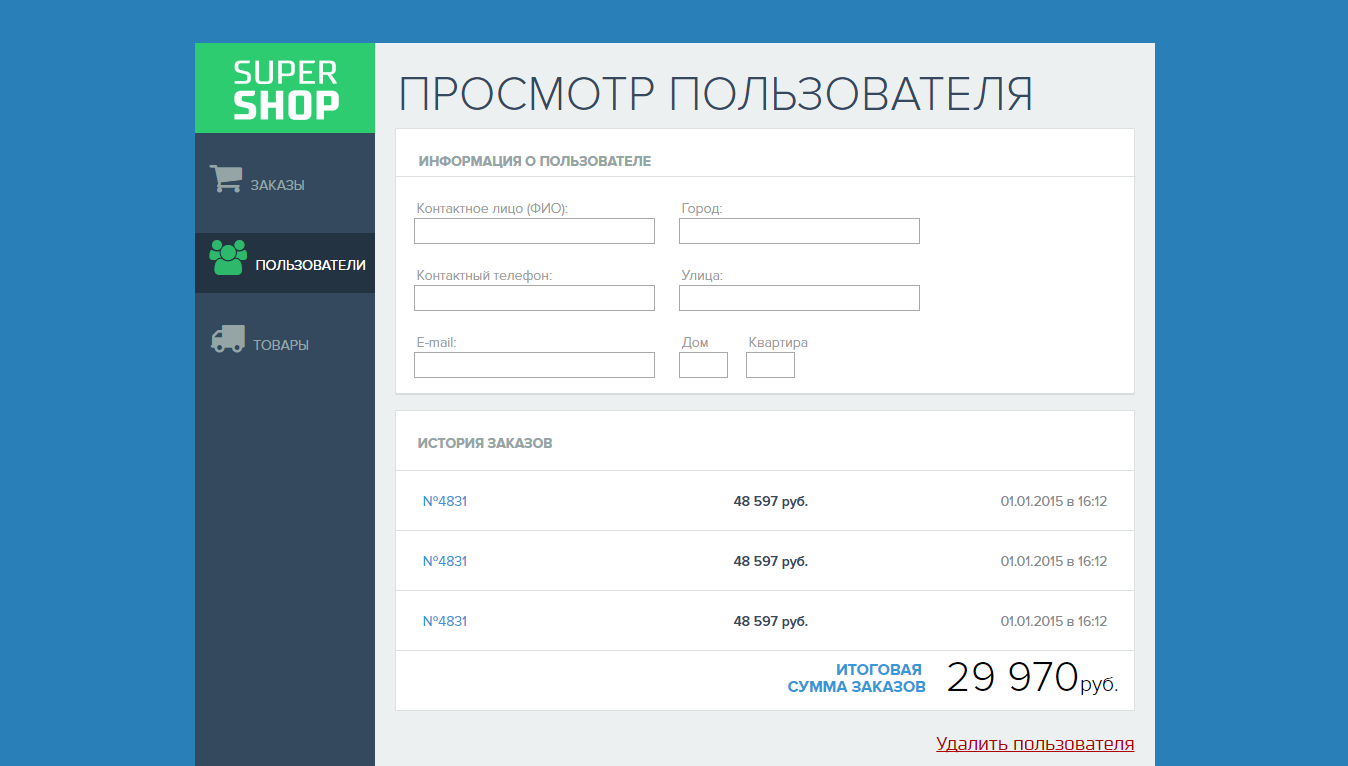 SUPER
SHOP
ЗАКАЗЫ
ПОЛЬЗОВАТЕЛИ
ТОВАРЫ
ПРОСМОТР ПОЛЬЗОВАТЕЛЯ
ИНФОРМАЦИЯ О ПОЛЬЗОВАТЕЛЕ
Контактное лицо (ФИО): Город:
Контактный телефон: Улица:
E-mail: Дом Квартира
ИСТОРИЯ ЗАКАЗОВ
№4831 48 597 руб. 01.01.2015 в 16:12
№4831 48 597 руб. 01.01.2015 в 16:12
№4831 48 597 руб. 01.01.2015 в 16:12
ИТОГОВАЯ
СУММА ЗАКАЗОВ 29 970руб.
Удалить пользователя